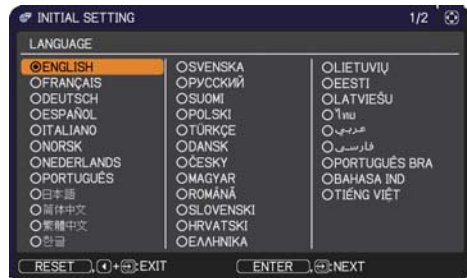 INITIAL SETTING 1/2
LANGUAGE
ENGLISH
FRANÇAIS
DEUTSCH
ESPAÑOL
ITALIANO
NORSK
NEDERLANDS
PORTUGUÊS
日本語
简体中文
繁體中文
한글
SVENSKA
РУССКИЙ
SUOMI
POLSKI
TÜRKÇE
DANSK
ČESKY
MAGYAR
ROMÂNĂ
SLOVENSKI
HRVATSKI
ΕΛΛΗΝΙΚΑ
LIETUVIŲ
EESTI
LATVIEŠU
ไทย
عربي
فارسی
PORTUGUÊS BRA
BAHASA IND
TIẾNG VIỆT
RESET , + :EXIT ENTER , :NEXT